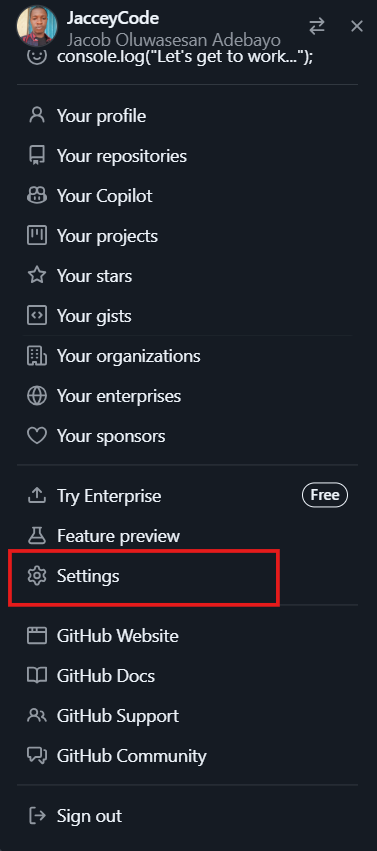 JacceyCode
Jacob Oluwasesan Adebayo
console.log("Let's get to work...");
Your profile
Your repositories
Your Copilot
Your projects
Your stars
Your gists
Your organizations
Your enterprises
Your sponsors
Try Enterprise Free
Feature preview
Settings
GitHub Website
GitHub Docs
GitHub Support
GitHub Community
Sign out